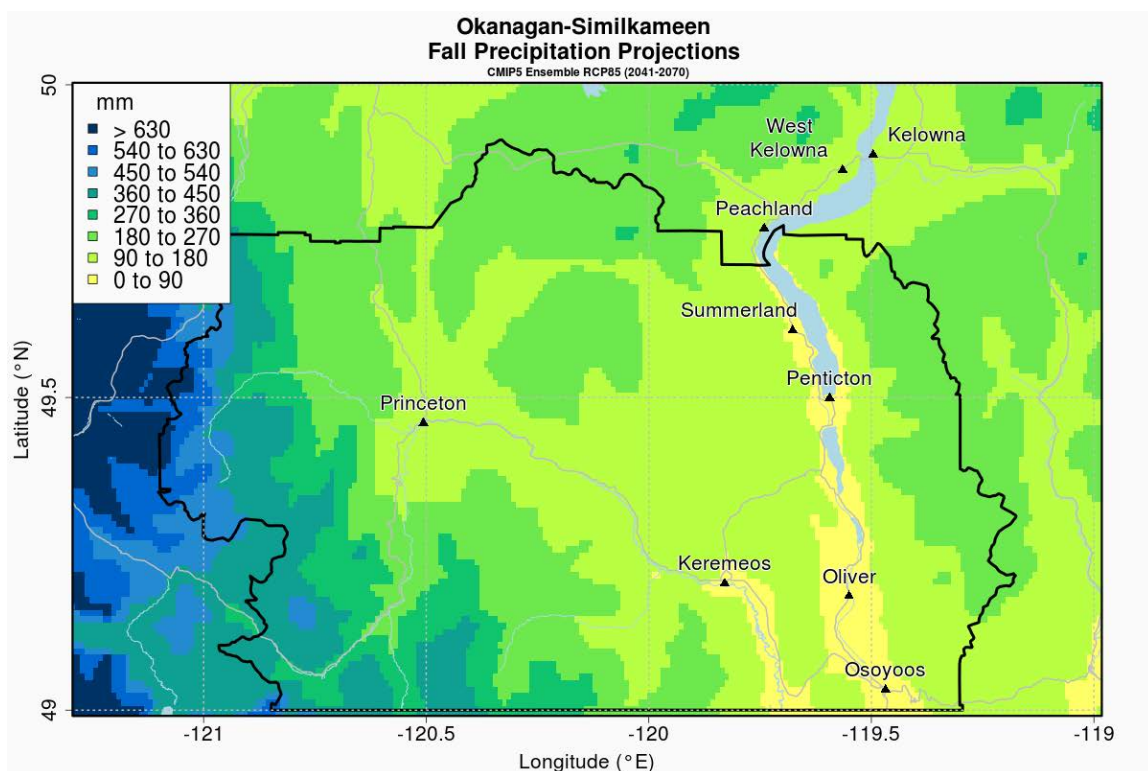 Okanagan-Similkameen
Fall Precipitation Projections
CMIP5 Ensemble RCP85 (2041-2070)
mm
> 630
540 to 630
450 to 540
360 to 450
270 to 360
180 to 270
90 to 180
0 to 90
West
Kelowna
Kelowna
Peachland
Summerland
Penticton
Princeton
Keremeos
Oliver
Osoyoos
50
49.5
49
Latitude (°N)
-121
-120.5
-120
-119.5
-119
Longitude (°E)